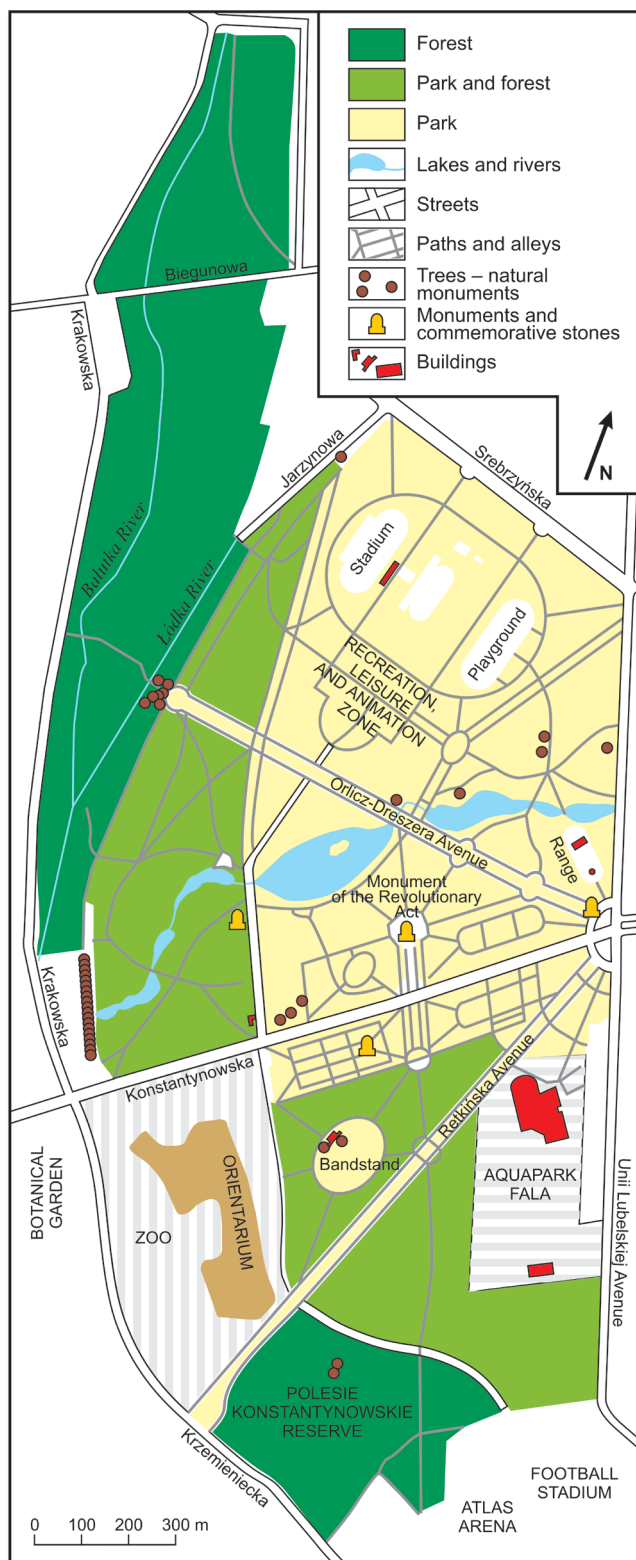 Forest
Park and forest
Park
Lakes and rivers
Streets
Paths and alleys
Trees – natural
monuments
Monuments and
commemorative stones
Buildings
N
Biegunowa
Krakowska
Jarzynowa
Srebrzyńska
Bałutka River
Łódka River
Stadium
Playground
RECREATION,
LEISURE
AND ANIMATION
ZONE
Orlicz-Dreszera Avenue
Range
Monument
of the Revolutionary
Act
Krakowska
Konstantynowska
Retkińska Avenue
Bandstand
BOTANICAL
GARDEN
ZOO
ORIENTARIUM
AQUAPARK
FALA
Unii Lubelskiej Avenue
POLESIE
KONSTANTYNOWSKIE
RESERVE
Krzemieniecka
FOOTBALL
STADIUM
ATLAS
ARENA
0 100 200 300 m